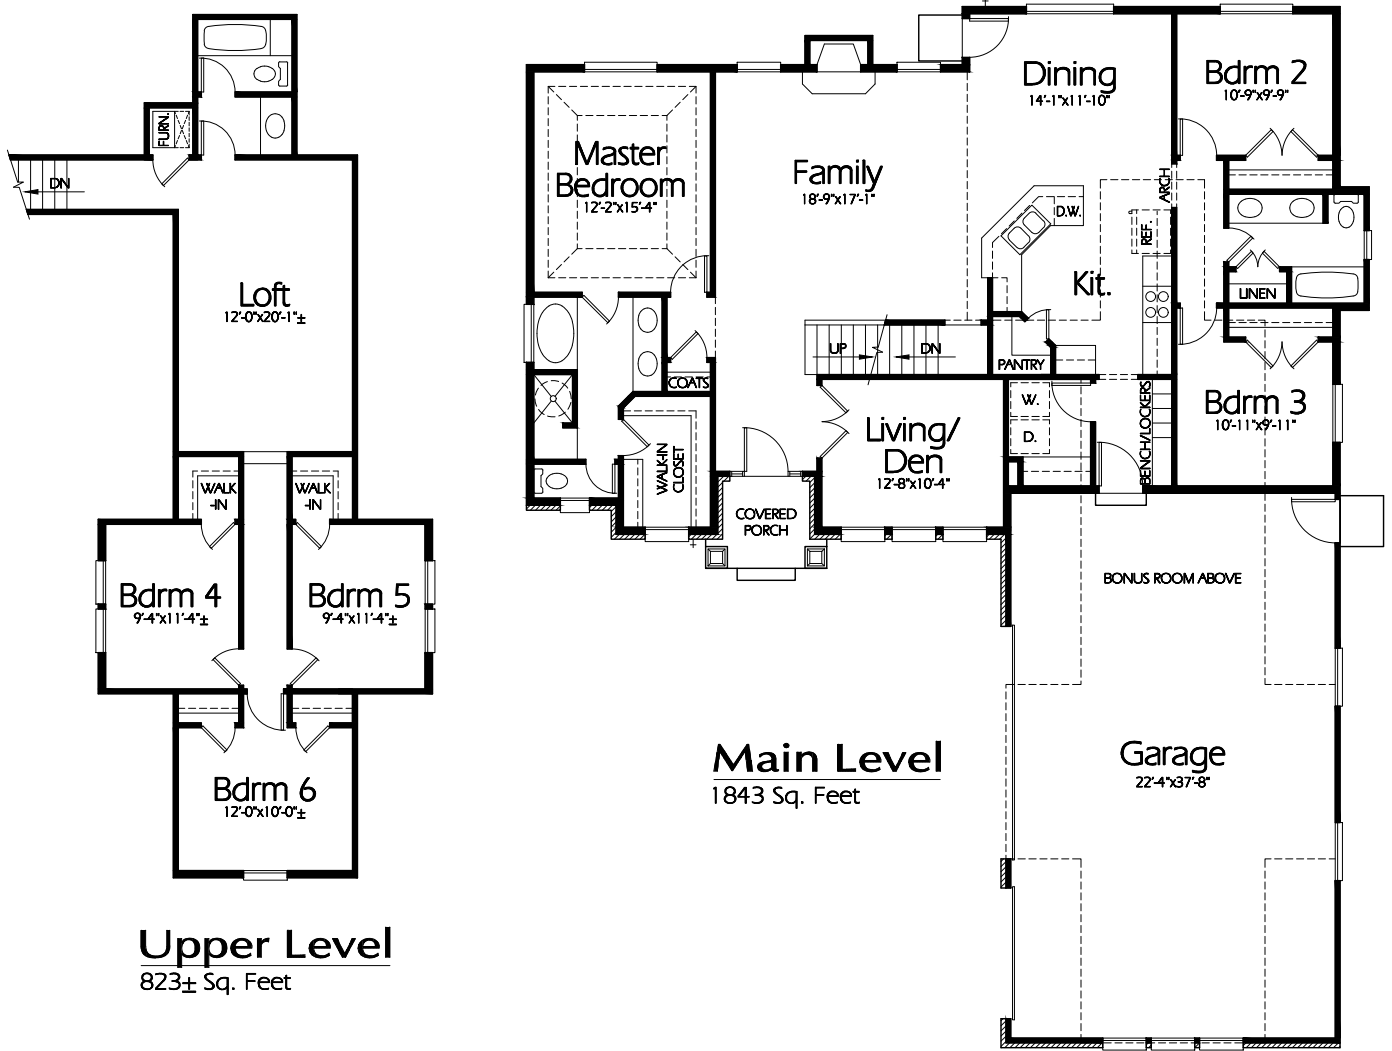 FURN.
DN
Loft
12'-0"x20'-1"±
WALK
-IN
WALK
-IN
Bdrm 4
9'-4"x11'-4"±
Bdrm 5
9'-4"x11'-4"±
Bdrm 6
12'-0"x10'-0"±
Upper Level
823± Sq. Feet
Master
Bedroom
12'-2"x15'-4"
Family
18'-9"x17'-1"
Dining
14'-1"x11'-10"
Bdrm 2
10'-9"x9'-9"
ARCH
D.W.
REF.
Kit.
LINEN
UP
DN
PANTRY
COATS
WALK-IN
CLOSET
Living/
Den
12'-8"x10'-4"
W.
D.
BENCH/LOCKERS
Bdrm 3
10'-11"x9'-11"
COVERED
PORCH
BONUS ROOM ABOVE
Garage
22'-4"x37'-8"
Main Level
1843 Sq. Feet